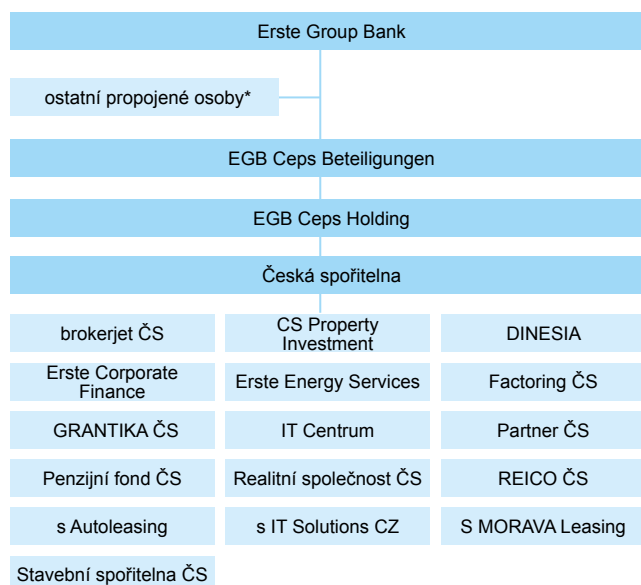 Erste Group Bank
ostatní propojené osoby*
EGB Ceps Beteiligungen
EGB Ceps Holding
Česká spořitelna
brokerjet ČS
CS Property
Investment
DINESIA
Erste Corporate
Finance
Erste Energy Services
Factoring ČS
GRANTIKA ČS
IT Centrum
Partner ČS
Penzijní fond ČS
Realitní společnost ČS
REICO ČS
s Autoleasing
s IT Solutions CZ
S MORAVA Leasing
Stavební spořitelna ČS